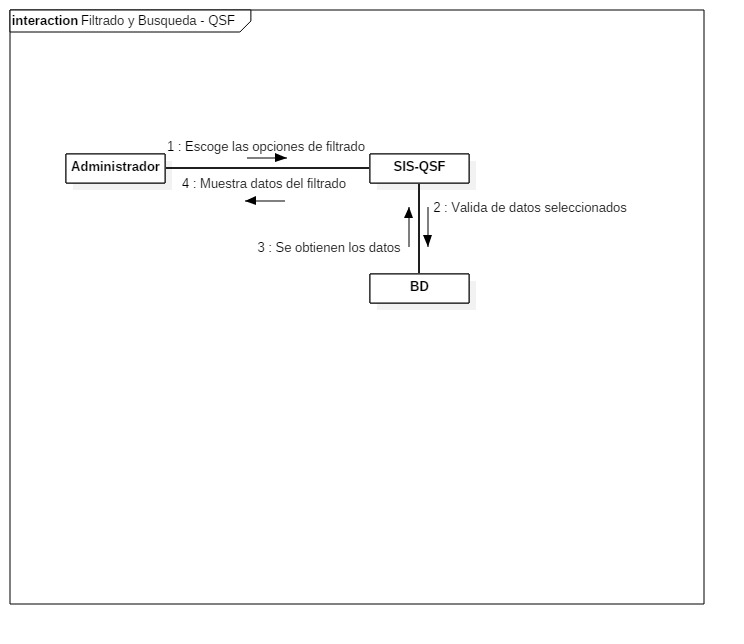 interaction Filtrado y Busqueda - QSF
1 : Escoge las opciones de filtrado
Administrador
SIS-QSF
4 : Muestra datos del filtrado
2 : Valida de datos seleccionados
3 : Se obtienen los datos
BD